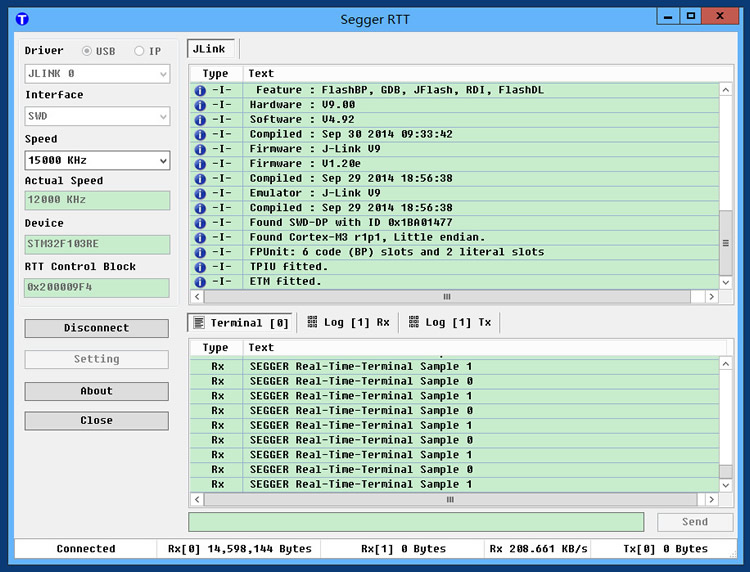 Segger RTT
Driver USB IP
JLINK 0
Interface
SWD
Speed
15000 KHz
Actual Speed
12000 KHz
Device
STM32F103RE
RTT Control Block
0x200009F4
Disconnect
Setting
About
Close
JLink
Type Text
-I- Feature : FlashBP, GDB, JFlash, RDI, FlashDL
-I- Hardware : V9.00
-I- Software : V4.92
-I- Compiled : Sep 30 2014 09:33:42
-I- Firmware : J-Link V9
-I- Firmware : V1.20e
-I- Compiled : Sep 29 2014 18:56:38
-I- Emulator : J-Link V9
-I- Compiled : Sep 29 2014 18:56:38
-I- Found SWD-DP with ID 0x1BA01477
-I- Found Cortex-M3 r1p1, Little endian.
-I- FPUnit: 6 code (BP) slots and 2 literal slots
-I- TPIU fitted.
-I- ETM fitted.
Terminal [0] Log [1] Rx Log [1] Tx
Type Text
Rx SEGGER Real-Time-Terminal Sample 1
Rx SEGGER Real-Time-Terminal Sample 0
Rx SEGGER Real-Time-Terminal Sample 1
Rx SEGGER Real-Time-Terminal Sample 0
Rx SEGGER Real-Time-Terminal Sample 1
Rx SEGGER Real-Time-Terminal Sample 0
Rx SEGGER Real-Time-Terminal Sample 1
Rx SEGGER Real-Time-Terminal Sample 0
Rx SEGGER Real-Time-Terminal Sample 1
Send
Connected Rx[0] 14,598,144 Bytes Rx[1] 0 Bytes Rx 208.661 KB/s Tx[0] 0 Bytes